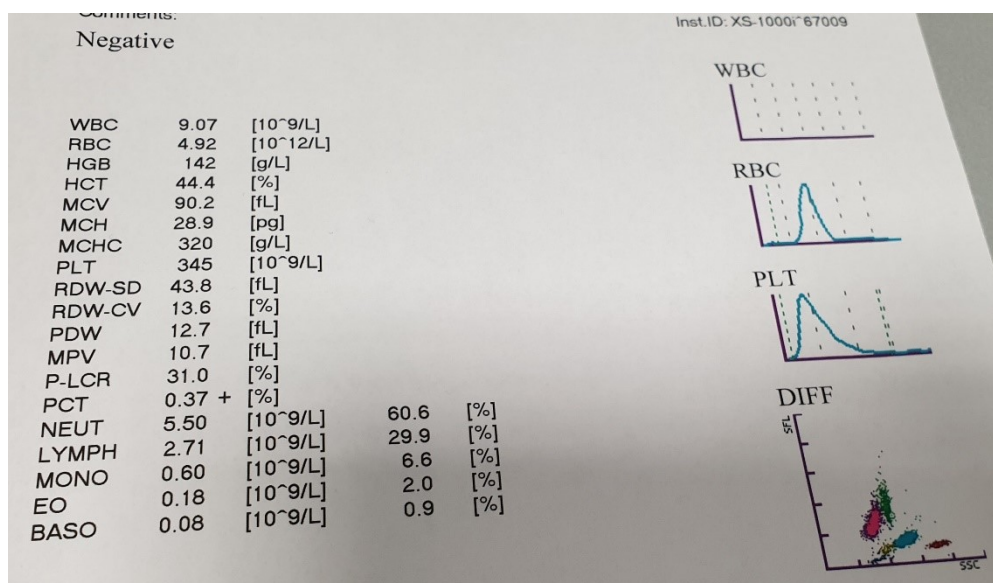 Comments:
Negative
Inst.ID: XS-1000i^67009
WBC 9.07 [10^9/L]
RBC 4.92 [10^12/L]
HGB 142 [g/L]
HCT 44.4 [%]
MCV 90.2 [fL]
MCH 28.9 [pg]
MCHC 320 [g/L]
PLT 345 [10^9/L]
RDW-SD 43.8 [fL]
RDW-CV 13.6 [%]
PDW 12.7 [fL]
MPV 10.7 [fL]
P-LCR 31.0 [%]
PCT 0.37 + [%]
NEUT 5.50 [10^9/L] 60.6 [%]
LYMPH 2.71 [10^9/L] 29.9 [%]
MONO 0.60 [10^9/L] 6.6 [%]
EO 0.18 [10^9/L] 2.0 [%]
BASO 0.08 [10^9/L] 0.9 [%]
WBC
RBC
PLT
DIFF
SFL
SSC